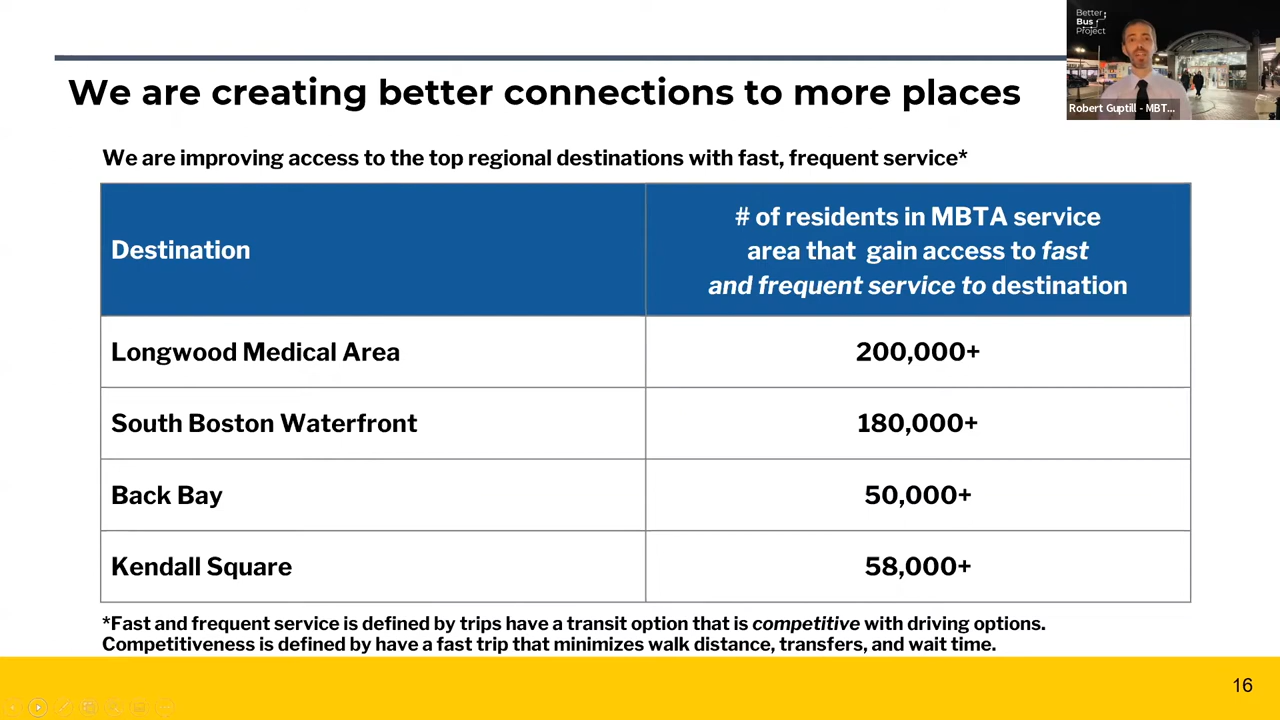 Better
Bus
Project
Robert Guptill - MBT...
We are creating better connections to more places
We are improving access to the top regional destinations with fast, frequent service*
Destination
# of residents in MBTA service
area that gain access to fast
and frequent service to destination
Longwood Medical Area
200,000+
South Boston Waterfront
180,000+
Back Bay
50,000+
Kendall Square
58,000+
*Fast and frequent service is defined by trips have a transit option that is competitive with driving options.
Competitiveness is defined by have a fast trip that minimizes walk distance, transfers, and wait time.
16